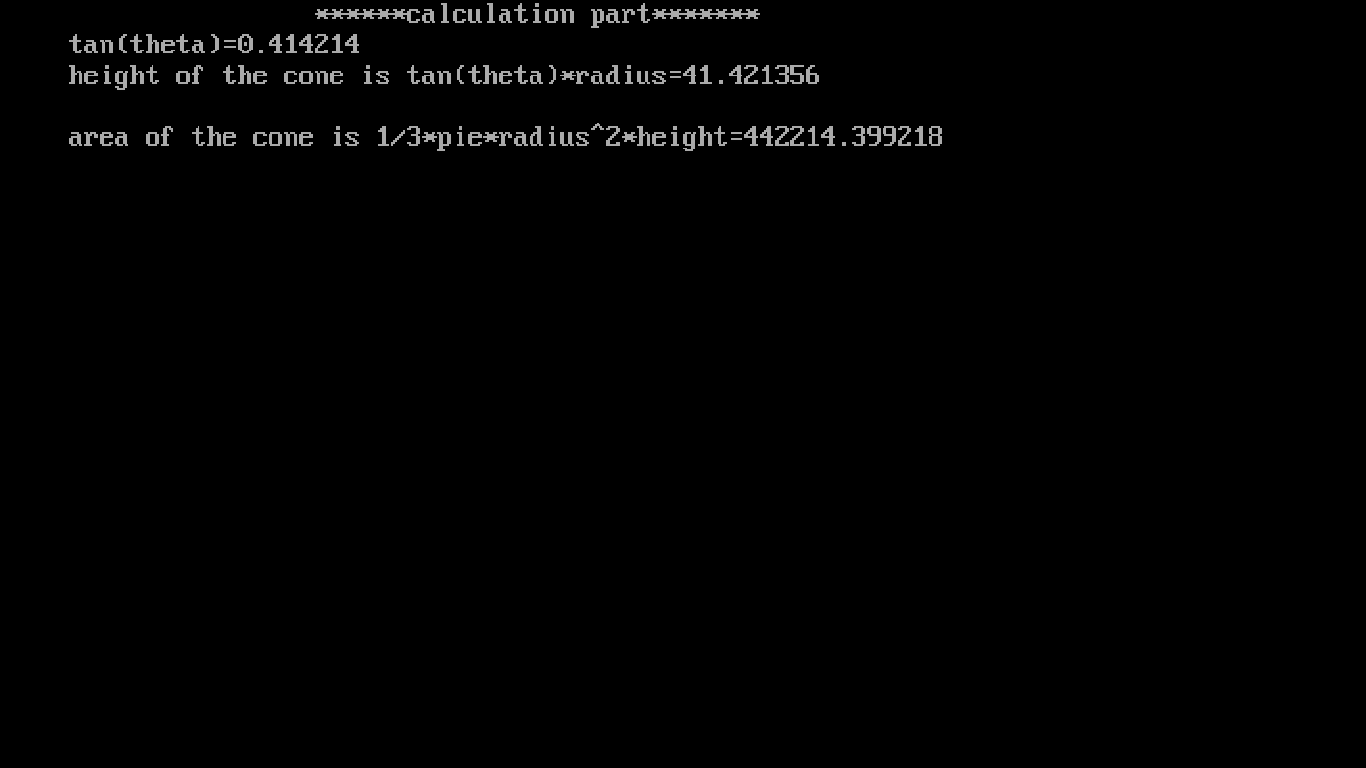 ******calculation part*******
tan(theta)=0.414214
height of the cone is tan(theta)*radius=41.421356
area of the cone is 1/3*pie*radius^2*height=442214.399218